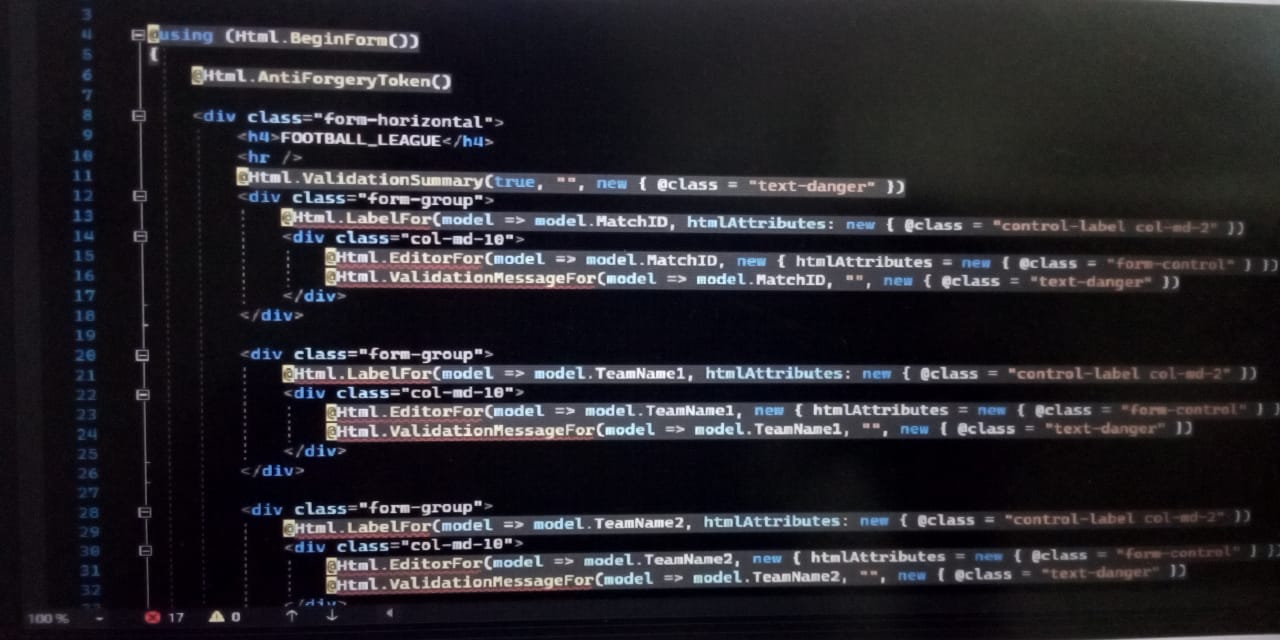 3
4 @using (Html.BeginForm())
5 {
6 @Html.AntiForgeryToken()
7
8 <div class="form-horizontal">
9 <h4>FOOTBALL_LEAGUE</h4>
10 <hr />
11 @Html.ValidationSummary(true, "", new { @class = "text-danger" })
12 <div class="form-group">
13 @Html.LabelFor(model => model.MatchID, htmlAttributes: new { @class = "control-label col-md-2" })
14 <div class="col-md-10">
15 @Html.EditorFor(model => model.MatchID, new { htmlAttributes = new { @class = "form-control" } })
16 @Html.ValidationMessageFor(model => model.MatchID, "", new { @class = "text-danger" })
17 </div>
18 </div>
19
20 <div class="form-group">
21 @Html.LabelFor(model => model.TeamName1, htmlAttributes: new { @class = "control-label col-md-2" })
22 <div class="col-md-10">
23 @Html.EditorFor(model => model.TeamName1, new { htmlAttributes = new { @class = "form-control" }
24 @Html.ValidationMessageFor(model => model.TeamName1, "", new { @class = "text-danger" })
25 </div>
26 </div>
27
28 <div class="form-group">
29 @Html.LabelFor(model => model.TeamName2, htmlAttributes: new { @class = "control-label col-md-2" })
30 <div class="col-md-10">
31 @Html.EditorFor(model => model.TeamName2, new { htmlAttributes = new { @class = "form-control" } }
32 @Html.ValidationMessageFor(model => model.TeamName2, "", new { @class = "text-danger" })
</div>
100 % 17 0